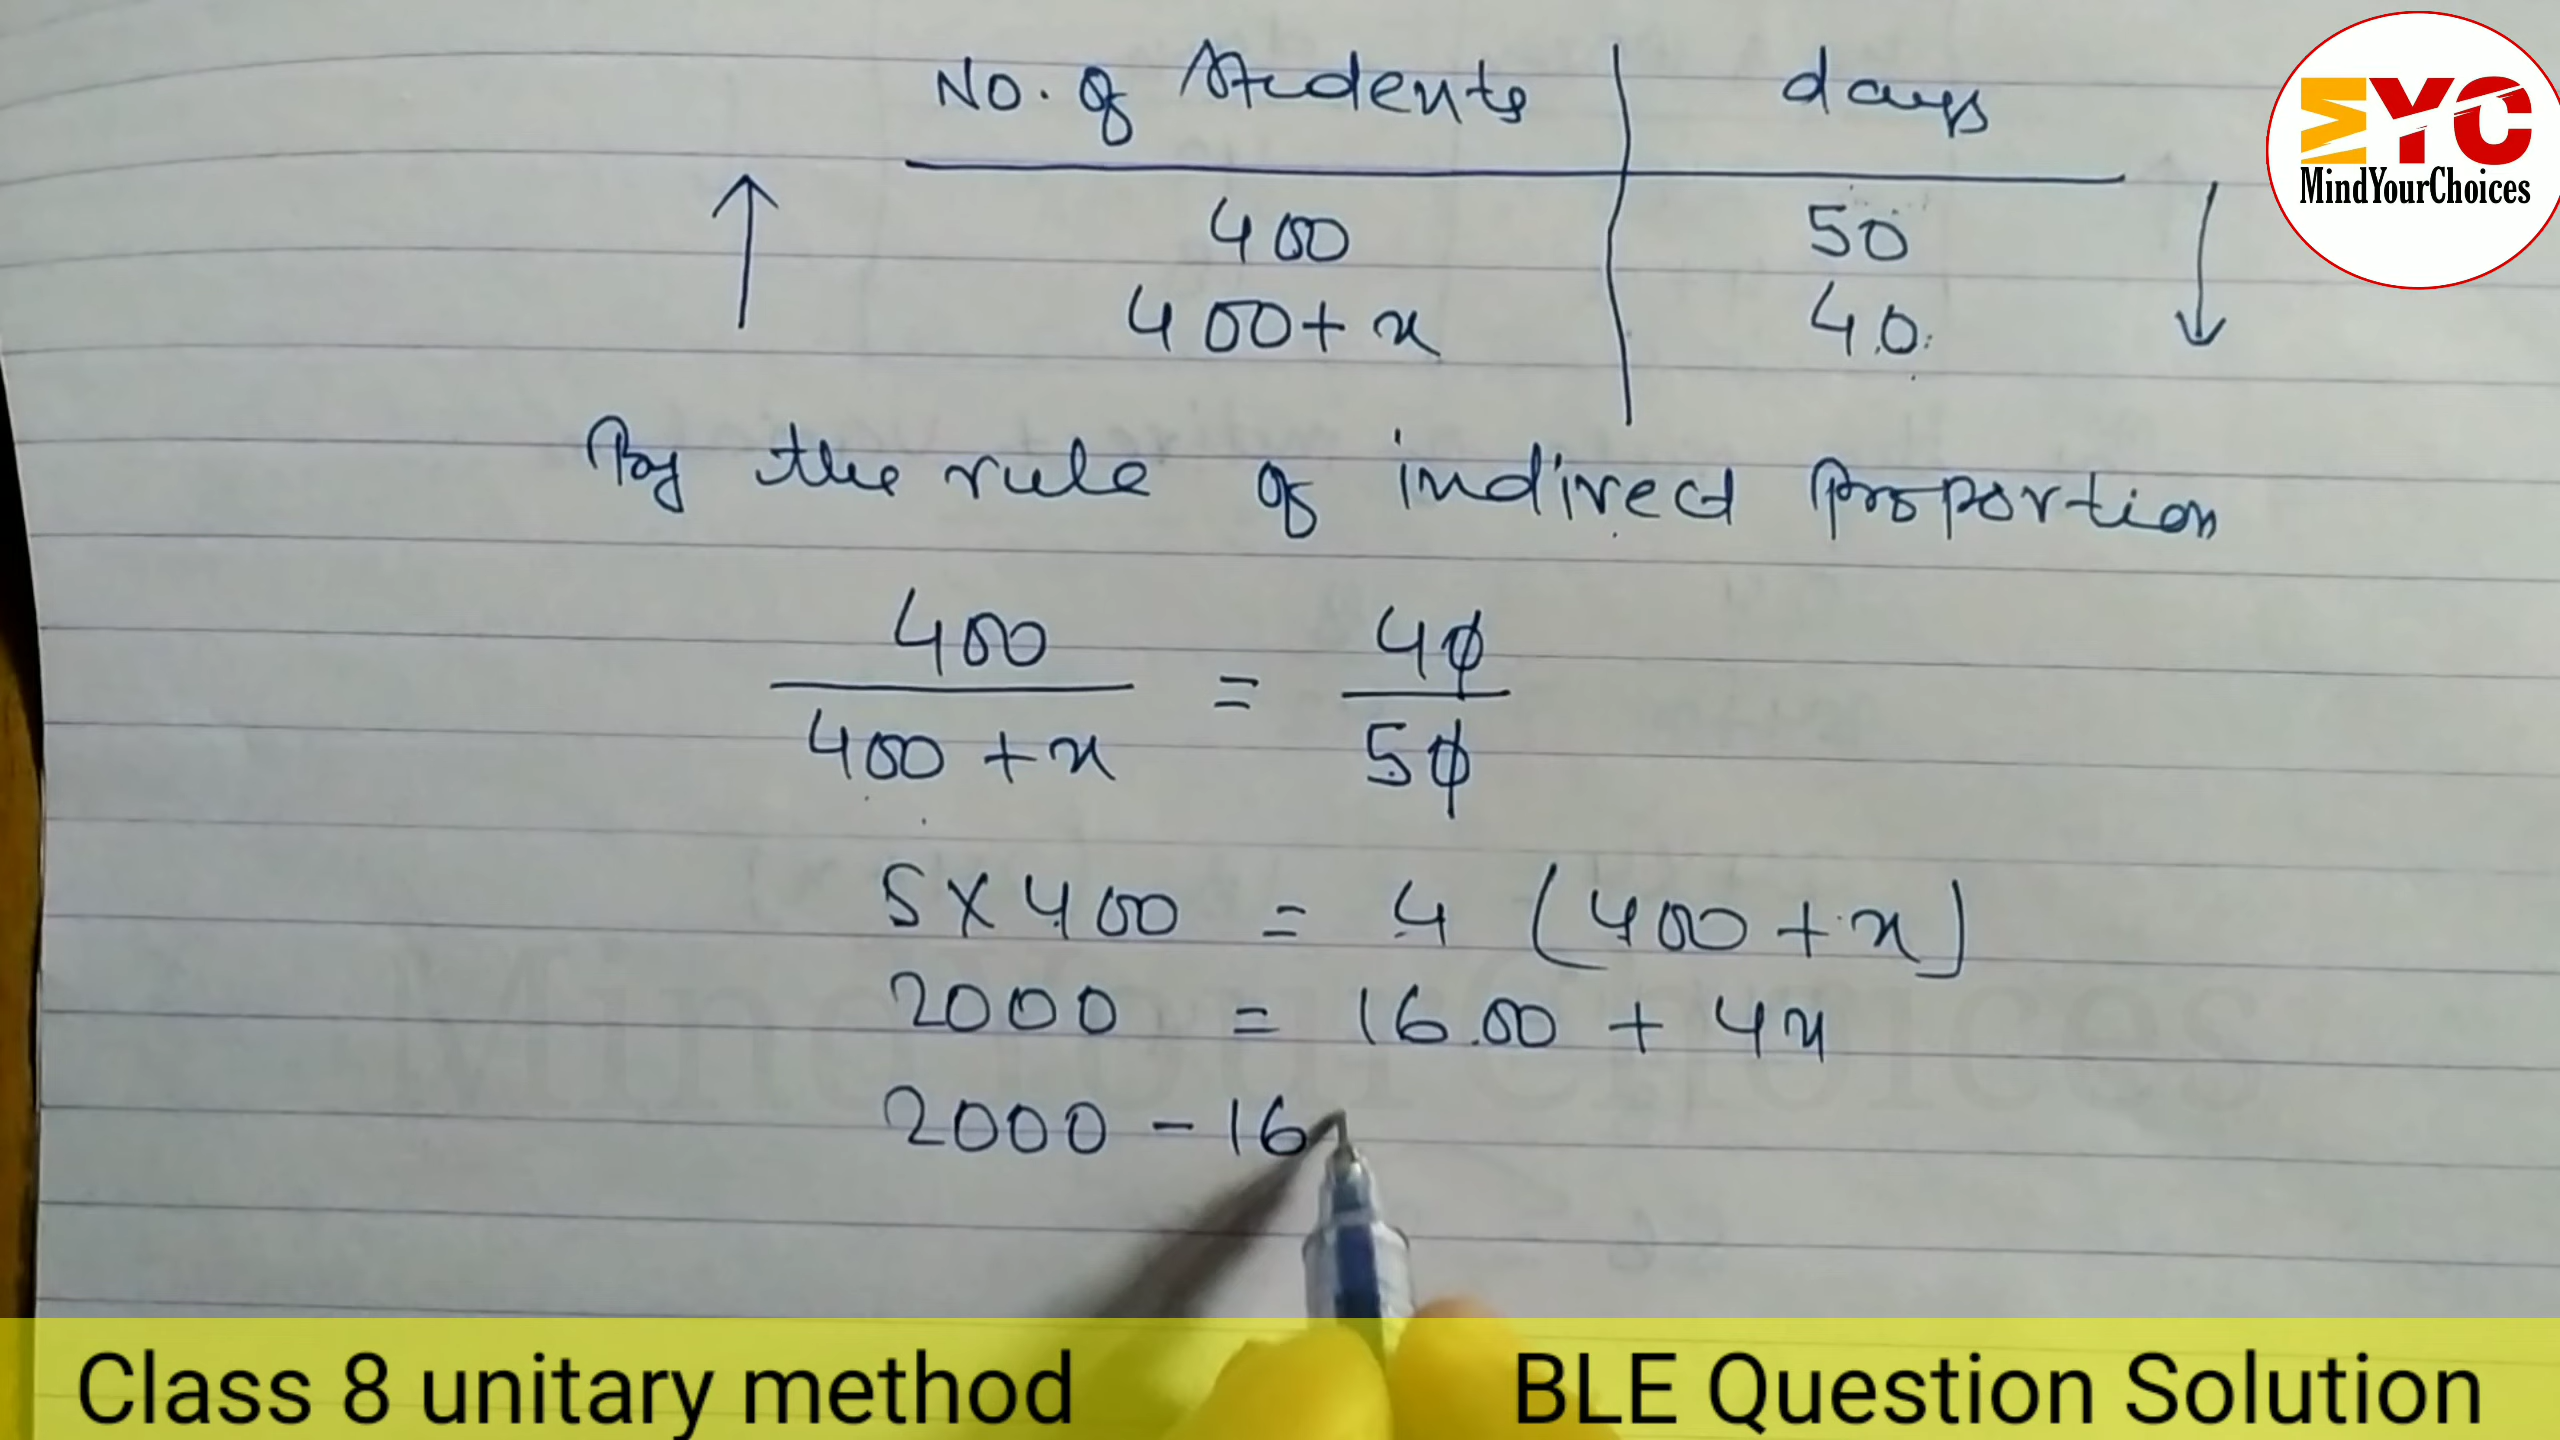 No. of Students | days
MYC
MindYourChoices
400 | 50
400+x | 40
By the rule of indirect proportion
400 / 400+x = 40 / 50
5×400 = 4 (400+x)
2000 = 1600 + 4x
2000 - 16
MindYourChoices
Class 8 unitary method BLE Question Solution